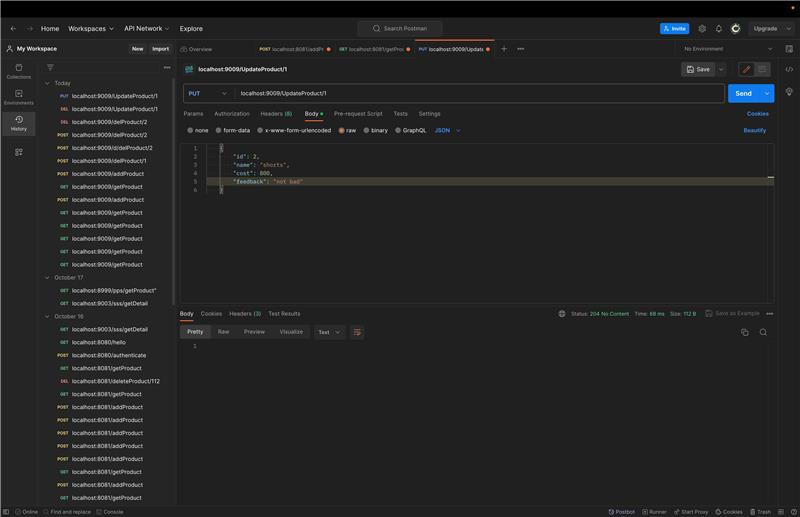 Home Workspaces API Network Explore Search Postman Invite Upgrade
My Workspace New Import Overview POST localhost:8081/addPr GET localhost:8081/getProc PUT localhost:9009/Updat No Environment
Collections
Environments
History
Today
PUT localhost:9009/UpdateProduct/1
DEL localhost:9009/UpdateProduct/1
DEL localhost:9009/delProduct/2
POST localhost:9009/delProduct/2
POST localhost:9009/d/delProduct/2
DEL localhost:9009/delProduct/1
POST localhost:9009/addProduct
GET localhost:9009/getProduct
POST localhost:9009/addProduct
GET localhost:9009/getProduct
GET localhost:9009/getProduct
GET localhost:9009/getProduct
GET localhost:9009/getProduct
GET localhost:9009/getProduct
October 17
GET localhost:8999/pps/getProduct"
GET localhost:9003/sss/getDetail
October 16
GET localhost:9003/sss/getDetail
GET localhost:8080/hello
POST localhost:8080/authenticate
GET localhost:8081/getProduct
DEL localhost:8081/deleteProduct/112
GET localhost:8081/getProduct
POST localhost:8081/addProduct
POST localhost:8081/addProduct
POST localhost:8081/addProduct
POST localhost:8081/addProduct
POST localhost:8081/addProduct
GET localhost:8081/getProduct
POST localhost:8081/addProduct
GET localhost:8081/getProduct
localhost:9009/UpdateProduct/1 Save
PUT localhost:9009/UpdateProduct/1 Send
Params Authorization Headers (8) Body Pre-request Script Tests Settings Cookies
none form-data x-www-form-urlencoded raw binary GraphQL JSON Beautify
1 {
2 "id": 2,
3 "name": "shorts",
4 "cost": 800,
5 "feedback": "not bad"
6 }
Body Cookies Headers (3) Test Results Status: 204 No Content Time: 68 ms Size: 112 B Save as Example
Pretty Raw Preview Visualize Text
1
Online Find and replace Console Postbot Runner Start Proxy Cookies Trash